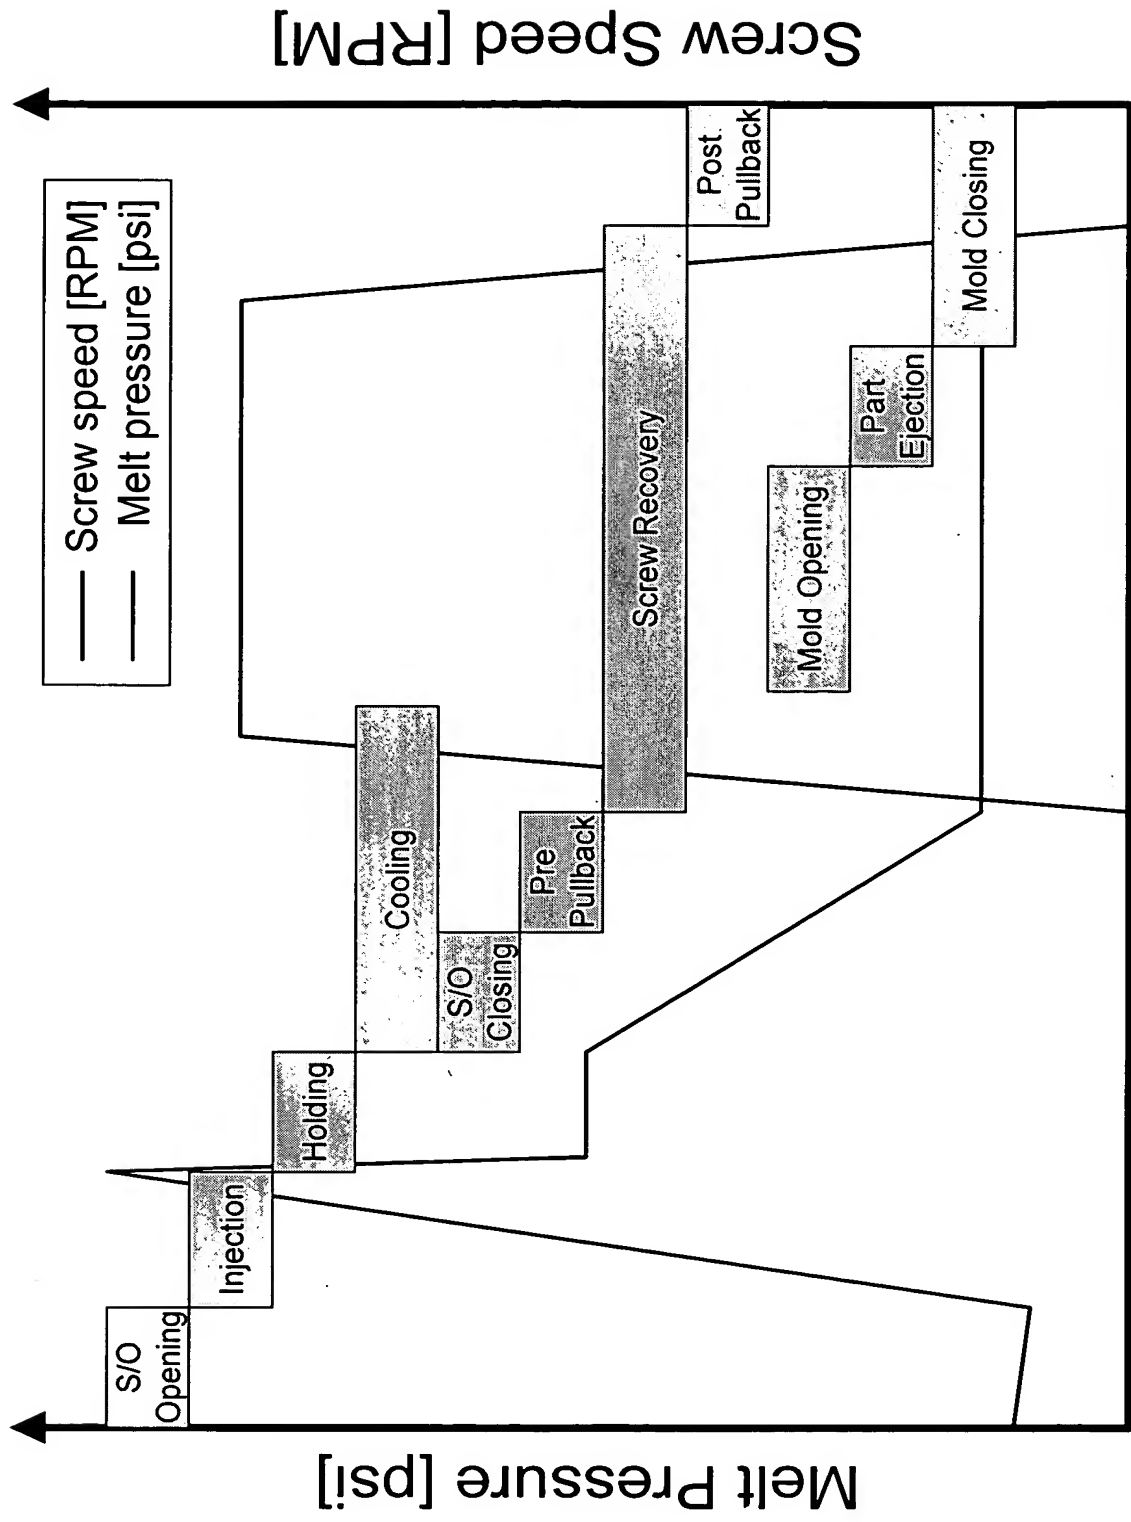 Screw speed [RPM]
Melt pressure [psi]
Melt Pressure [psi]
Screw Speed [RPM]
S/O
Opening
Injection
Holding
Cooling
S/O
Closing
Pre
Pullback
Screw Recovery
Post
Pullback
Mold Opening
Part
Ejection
Mold Closing